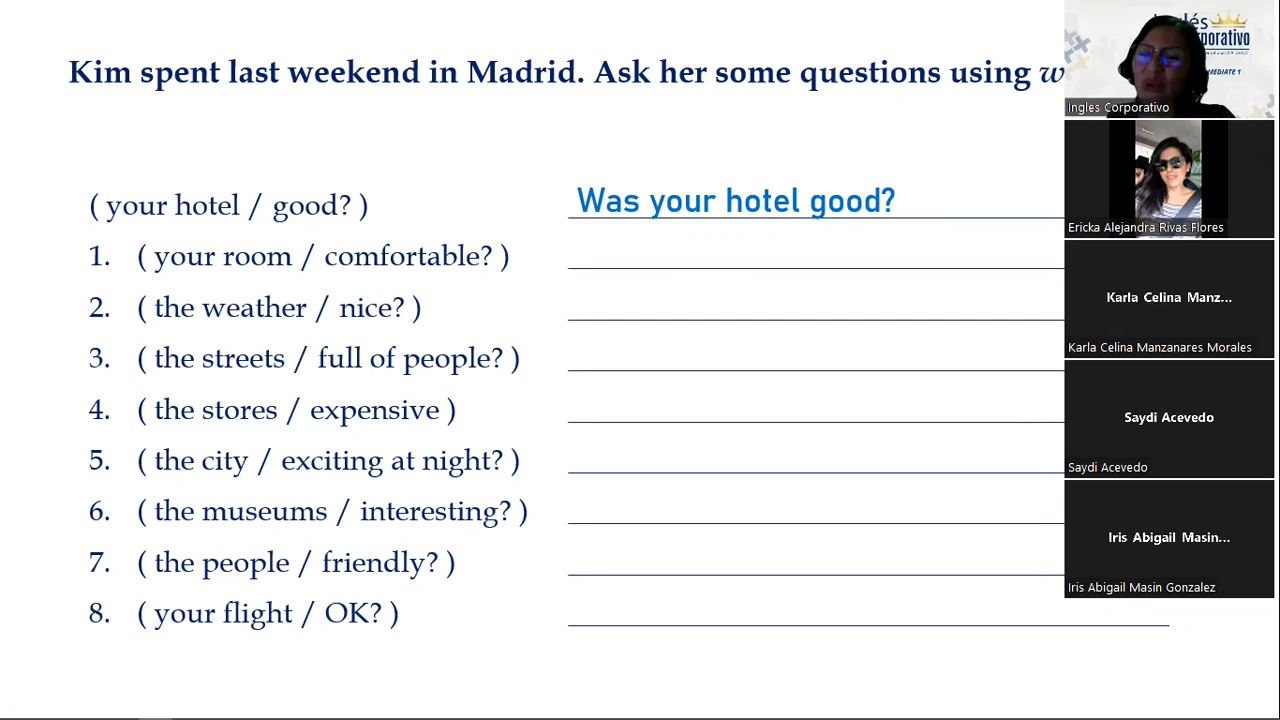 Kim spent last weekend in Madrid. Ask her some questions using w
( your hotel / good? ) Was your hotel good?
1. ( your room / comfortable? )
2. ( the weather / nice? )
3. ( the streets / full of people? )
4. ( the stores / expensive )
5. ( the city / exciting at night? )
6. ( the museums / interesting? )
7. ( the people / friendly? )
8. ( your flight / OK? )
Ingles Corporativo
Ericka Alejandra Rivas Flores
Karla Celina Manz...
Karla Celina Manzanares Morales
Saydi Acevedo
Saydi Acevedo
Iris Abigail Masin...
Iris Abigail Masin Gonzalez